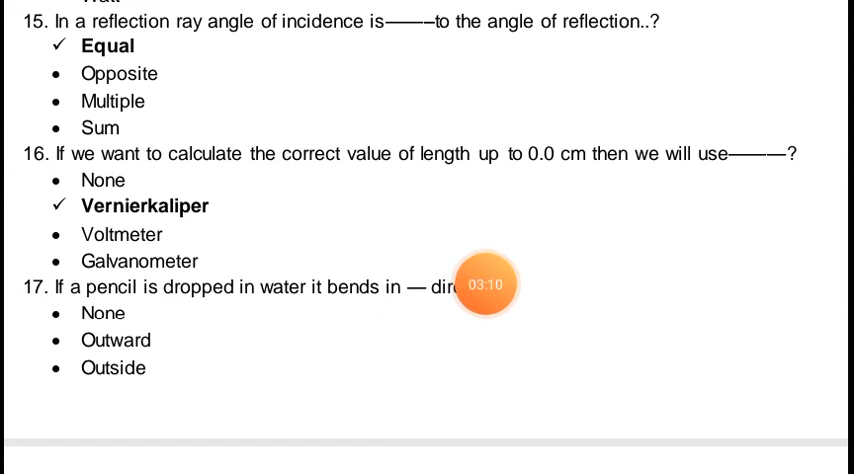 15. In a reflection ray angle of incidence is———to the angle of reflection..?
✓ Equal
• Opposite
• Multiple
• Sum
16. If we want to calculate the correct value of length up to 0.0 cm then we will use———?
• None
✓ Vernierkaliper
• Voltmeter
• Galvanometer
17. If a pencil is dropped in water it bends in —
03:10
• None
• Outward
• Outside